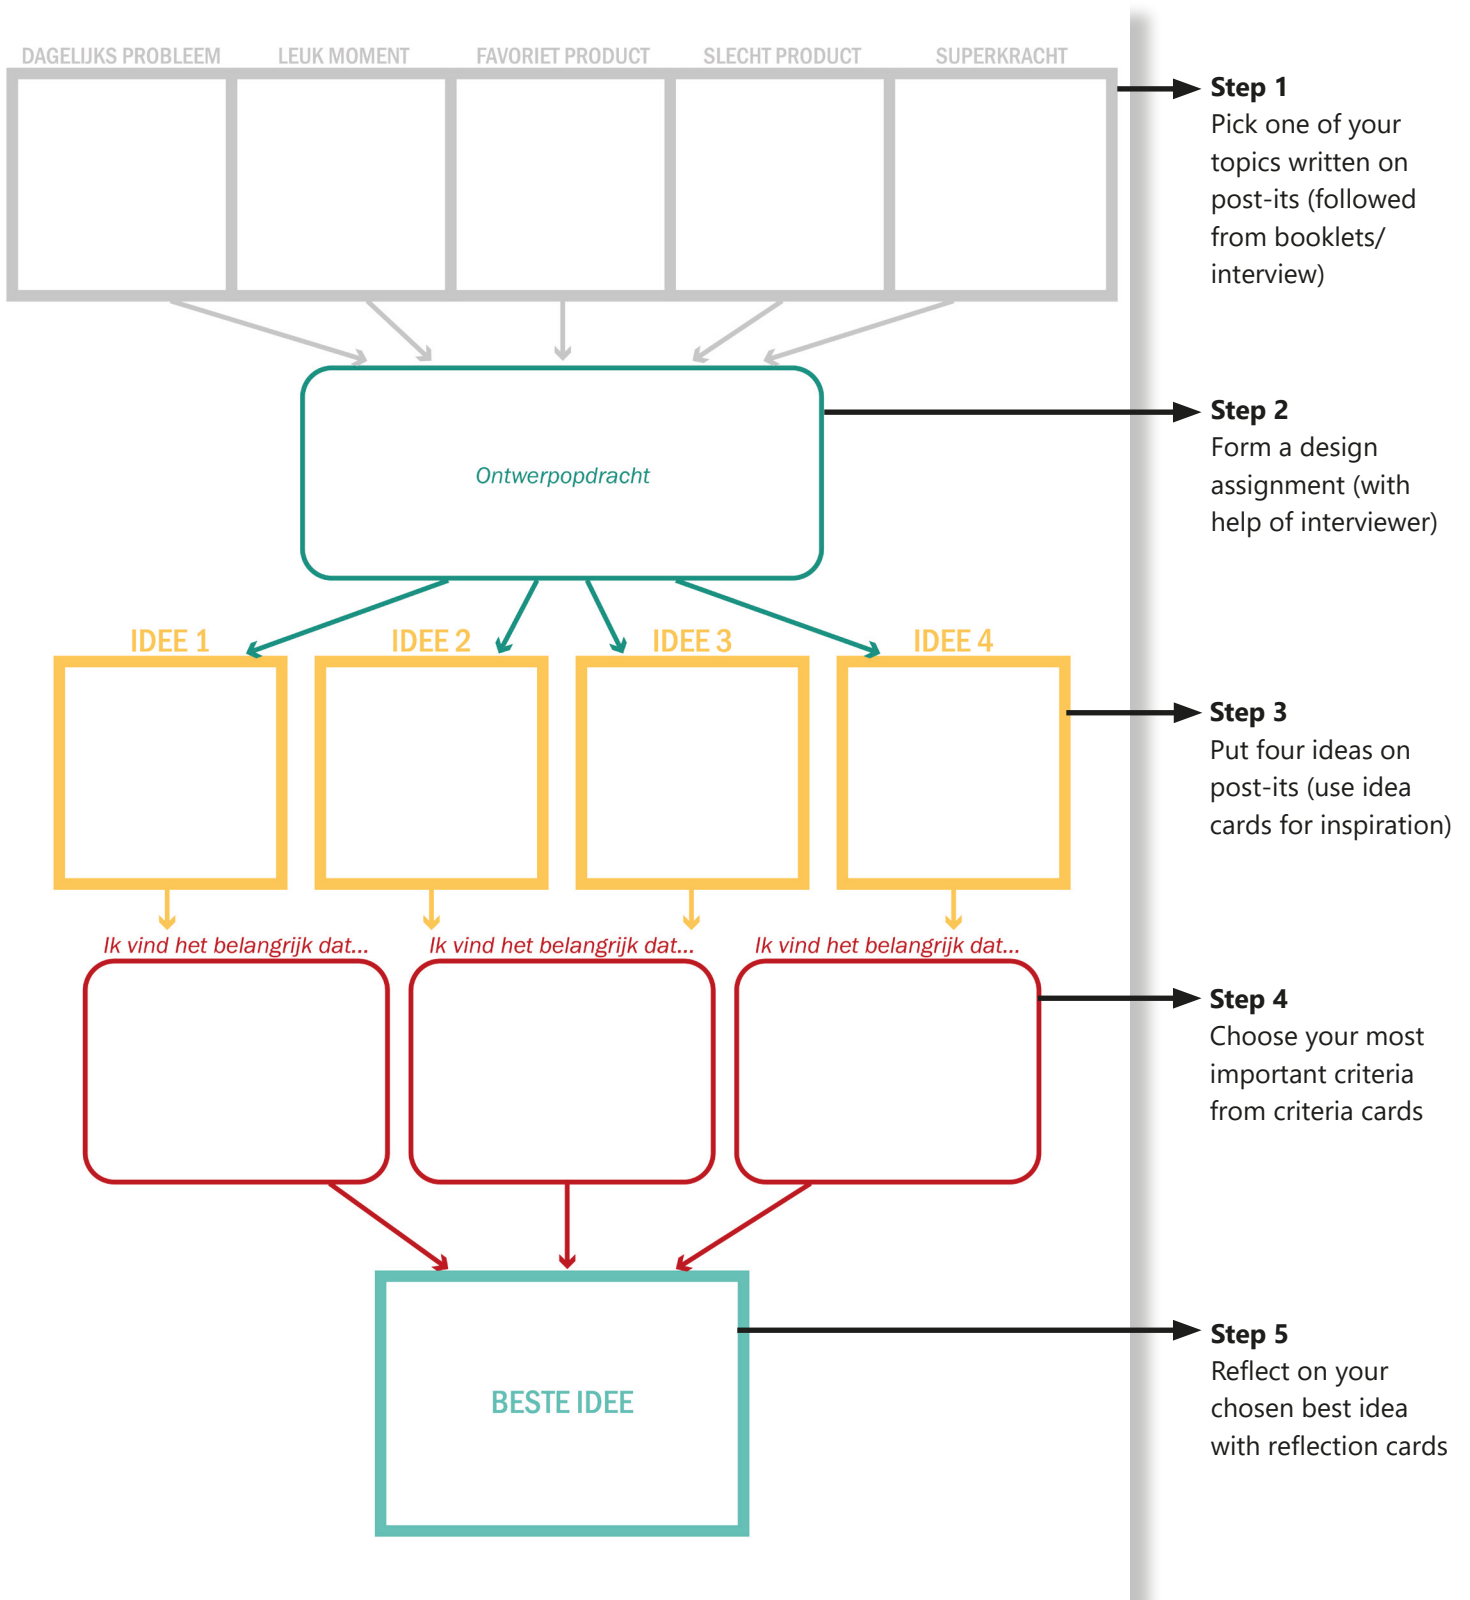 DAGELIJKS PROBLEEM
LEUK MOMENT
FAVORIET PRODUCT
SLECHT PRODUCT
SUPERKRACHT
Step 1
Pick one of your
topics written on
post-its (followed
from booklets/
interview)
Ontwerpopdracht
Step 2
Form a design
assignment (with
help of interviewer)
IDEE 1
IDEE 2
IDEE 3
IDEE 4
Step 3
Put four ideas on
post-its (use idea
cards for inspiration)
Ik vind het belangrijk dat...
Ik vind het belangrijk dat...
Ik vind het belangrijk dat...
Step 4
Choose your most
important criteria
from criteria cards
BESTE IDEE
Step 5
Reflect on your
chosen best idea
with reflection cards